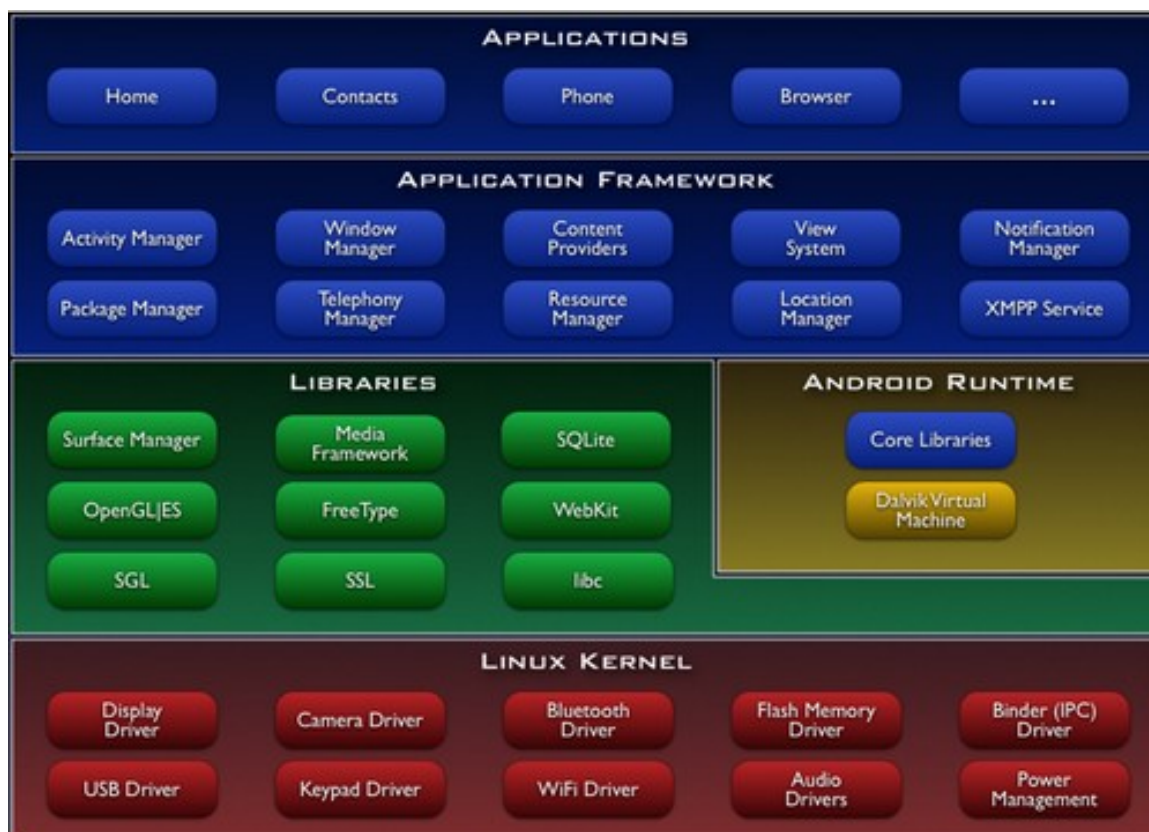 APPLICATIONS
Home
Contacts
Phone
Browser
...
APPLICATION FRAMEWORK
Activity Manager
Window
Manager
Content
Providers
View
System
Notification
Manager
Package Manager
Telephony
Manager
Resource
Manager
Location
Manager
XMPP Service
LIBRARIES
Surface Manager
Media
Framework
SQLite
OpenGL|ES
FreeType
WebKit
SGL
SSL
libc
ANDROID RUNTIME
Core Libraries
Dalvik Virtual
Machine
LINUX KERNEL
Display
Driver
Camera Driver
Bluetooth
Driver
Flash Memory
Driver
Binder (IPC)
Driver
USB Driver
Keypad Driver
WiFi Driver
Audio
Drivers
Power
Management